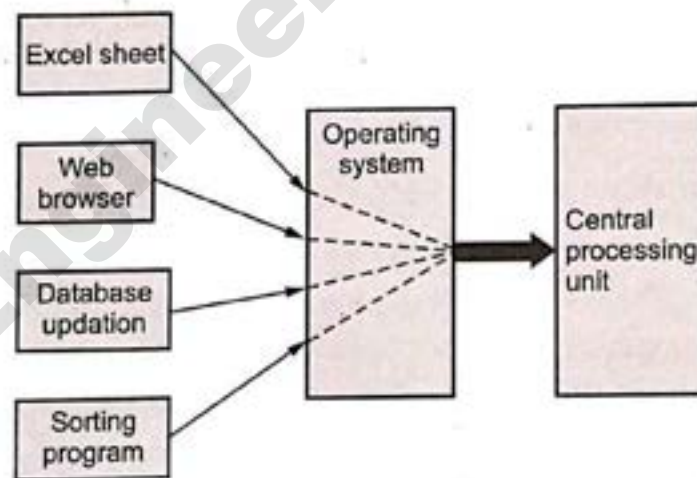 Excel sheet
Web
browser
Database
updation
Sorting
program
Operating
system
Central
processing
unit